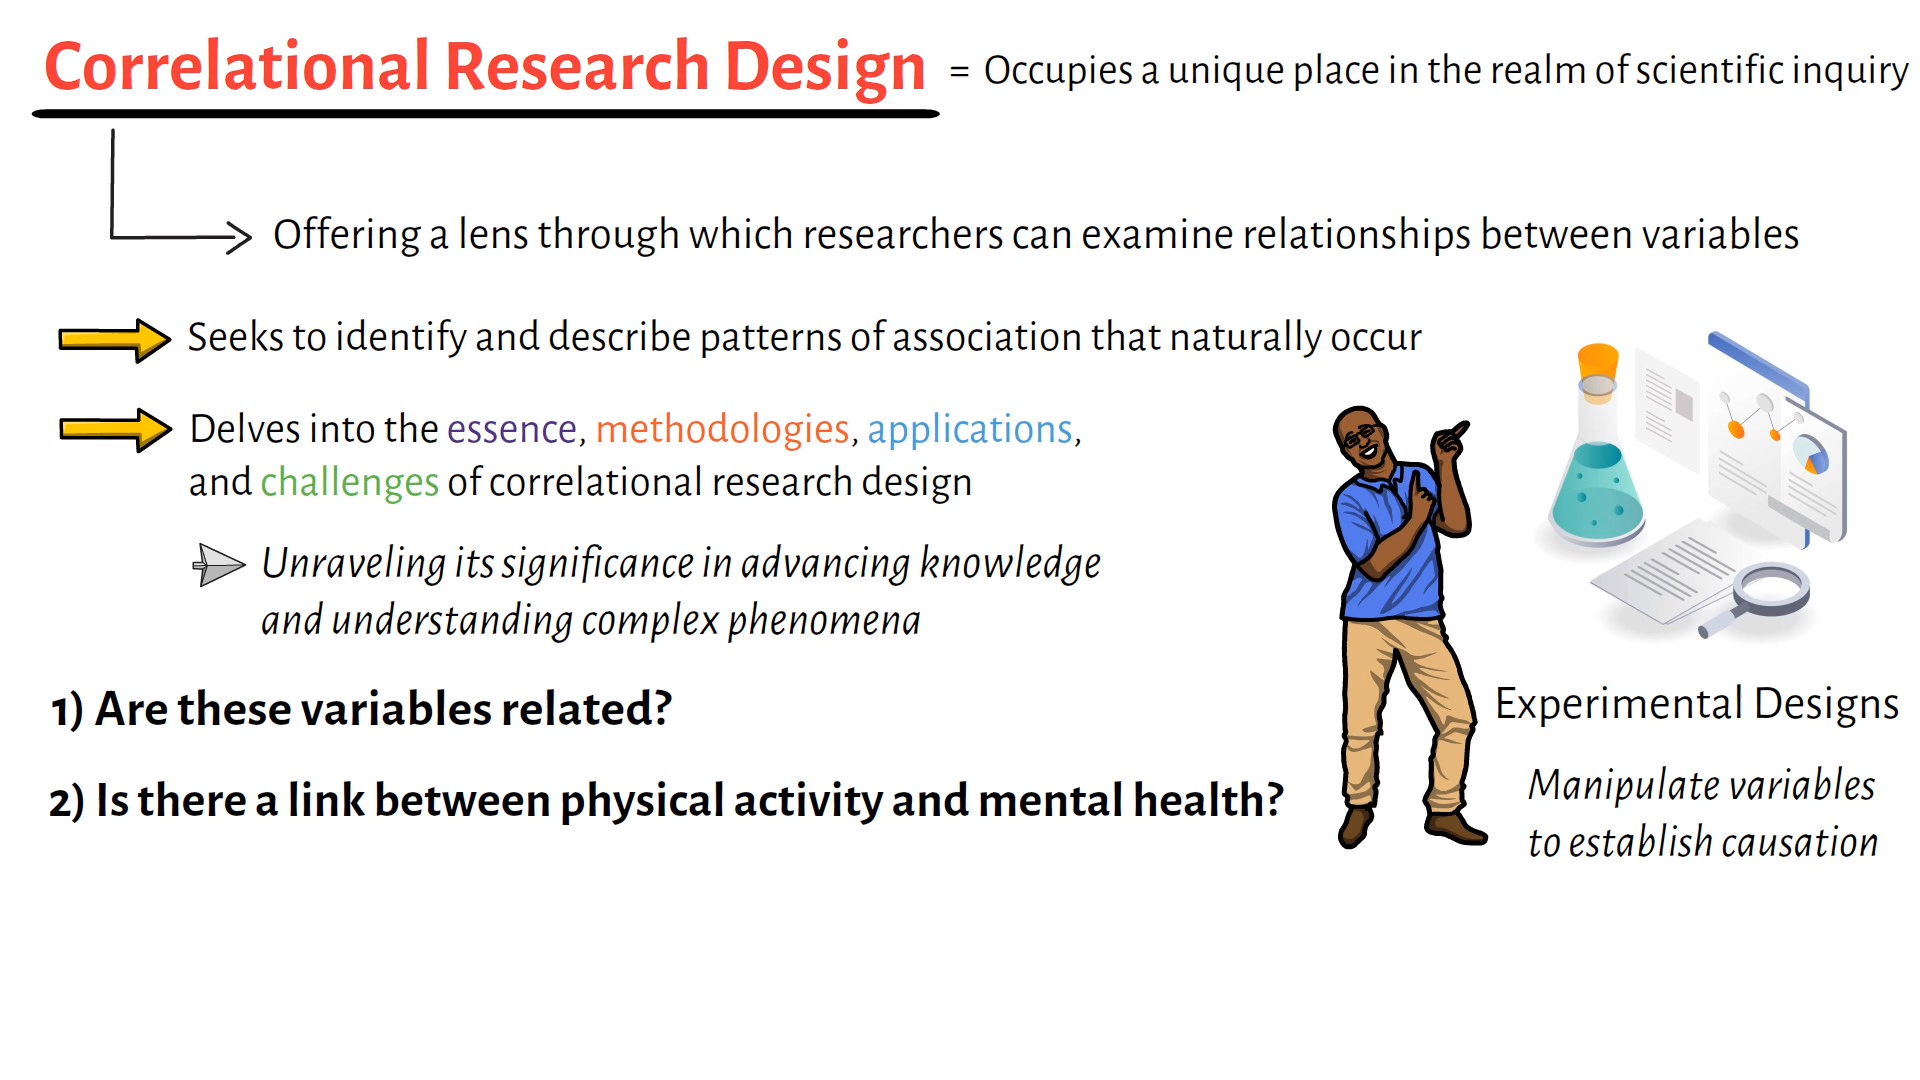 Correlational Research Design = Occupies a unique place in the realm of scientific inquiry
Offering a lens through which researchers can examine relationships between variables
Seeks to identify and describe patterns of association that naturally occur
Delves into the essence, methodologies, applications,
and challenges of correlational research design
Unraveling its significance in advancing knowledge
and understanding complex phenomena
1) Are these variables related?
2) Is there a link between physical activity and mental health?
Experimental Designs
Manipulate variables
to establish causation